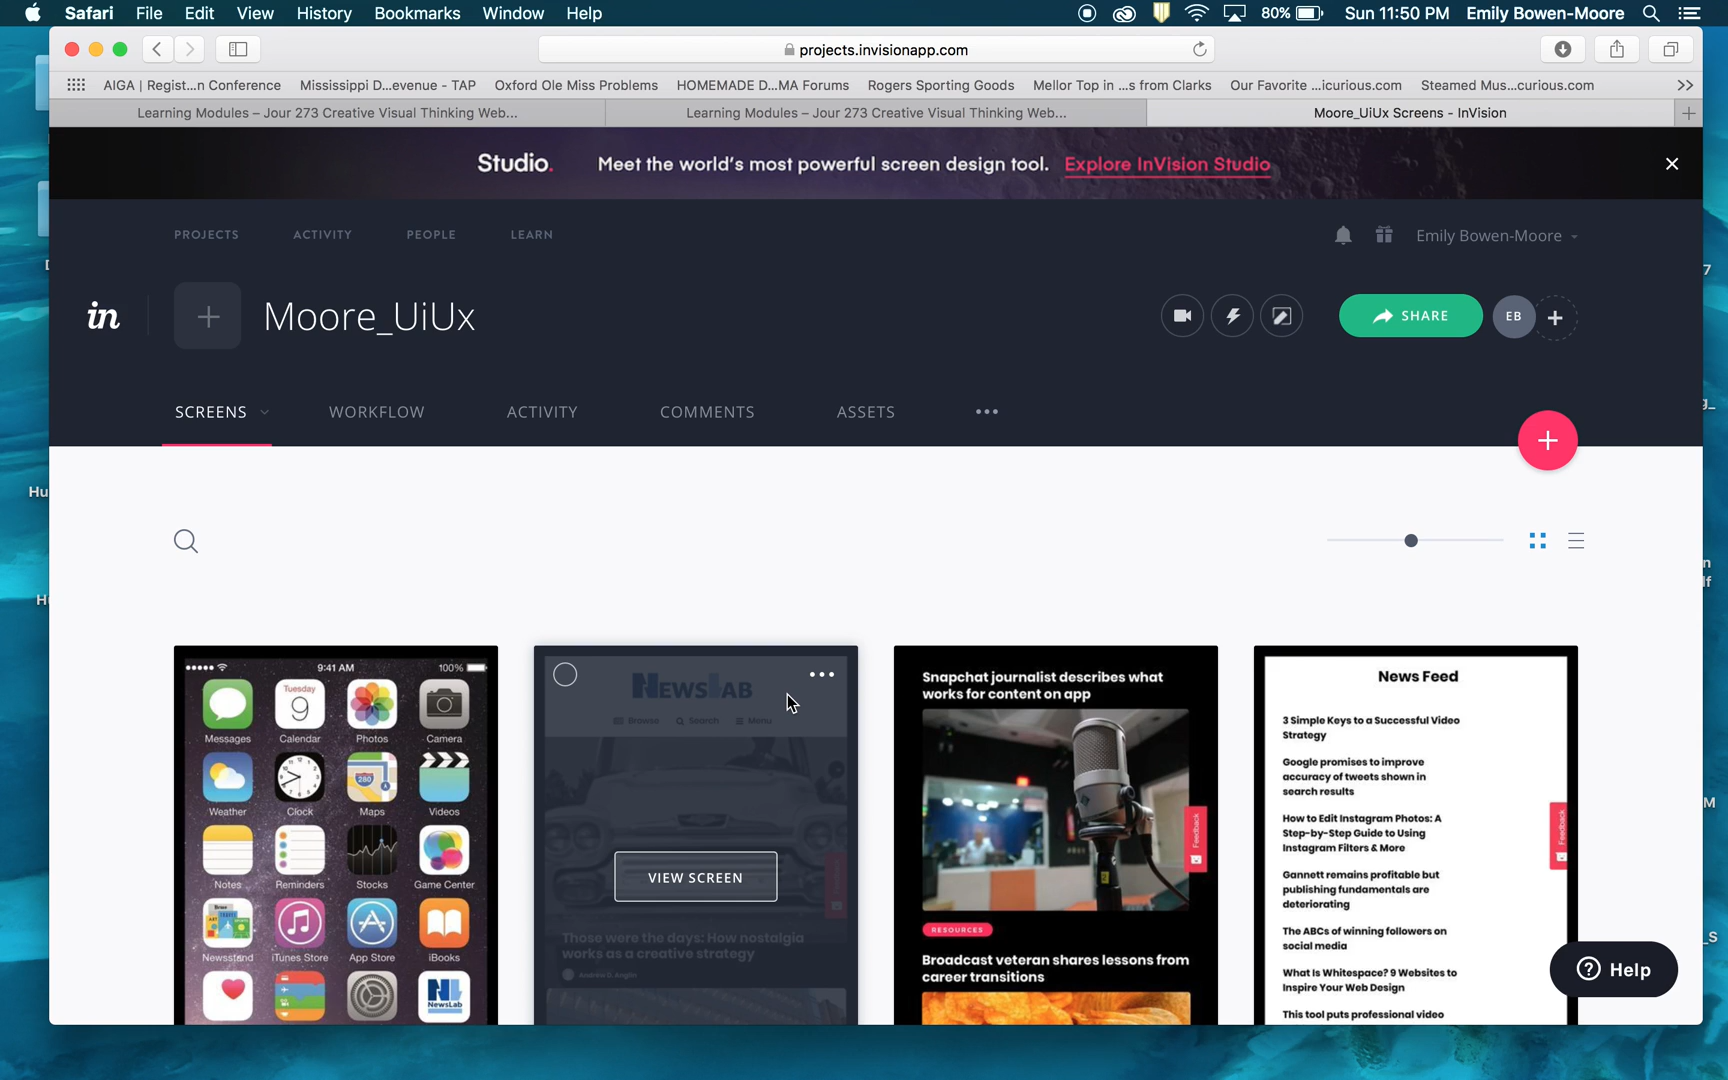 Safari File Edit View History Bookmarks Window Help 80% Sun 11:50 PM Emily Bowen-Moore
projects.invisionapp.com
AIGA | Regist...n Conference Mississippi D...evenue - TAP Oxford Ole Miss Problems HOMEMADE D...MA Forums Rogers Sporting Goods Mellor Top in ...s from Clarks Our Favorite ...icurious.com Steamed Mus...curious.com
Learning Modules – Jour 273 Creative Visual Thinking Web... Learning Modules – Jour 273 Creative Visual Thinking Web... Moore_UiUx Screens - InVision
Studio. Meet the world's most powerful screen design tool. Explore InVision Studio
PROJECTS ACTIVITY PEOPLE LEARN Emily Bowen-Moore
in Moore_UiUx SHARE EB
SCREENS WORKFLOW ACTIVITY COMMENTS ASSETS
9:41 AM 100%
Tuesday
9
Messages Calendar Photos Camera
280
Weather Clock Maps Videos
Notes Reminders Stocks Game Center
Newsstand iTunes Store App Store iBooks
NL
NewsLab
NEWSLAB
Browse Search Menu
VIEW SCREEN
Those were the days: How nostalgia
works as a creative strategy
Andrea D. Anglin
Snapchat journalist describes what
works for content on app
Feedback
RESOURCES
Broadcast veteran shares lessons from
career transitions
News Feed
3 Simple Keys to a Successful Video
Strategy
Google promises to improve
accuracy of tweets shown in
search results
How to Edit Instagram Photos: A
Step-by-Step Guide to Using
Instagram Filters & More
Gannett remains profitable but
publishing fundamentals are
deteriorating
The ABCs of winning followers on
social media
What Is Whitespace? 9 Websites to
Inspire Your Web Design
This tool puts professional video
Feedback
Help
Hu